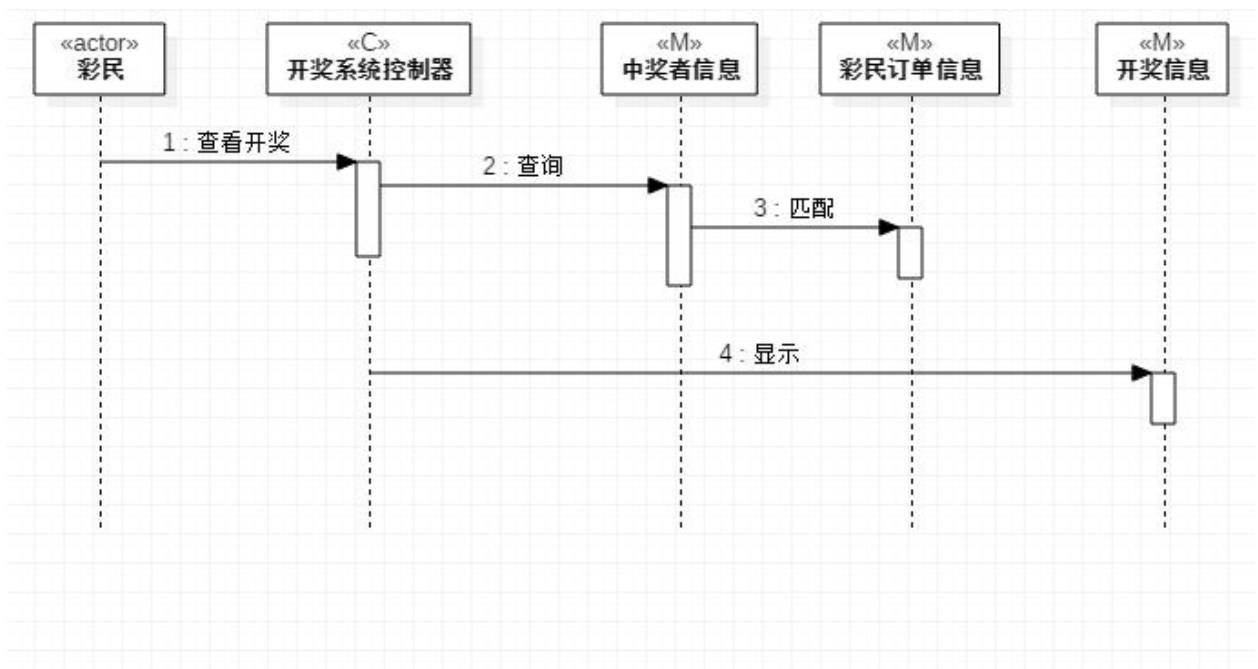 «actor»
彩民
«C»
开奖系统控制器
«M»
中奖者信息
«M»
彩民订单信息
«M»
开奖信息
1 : 查看开奖
2 : 查询
3 : 匹配
4 : 显示